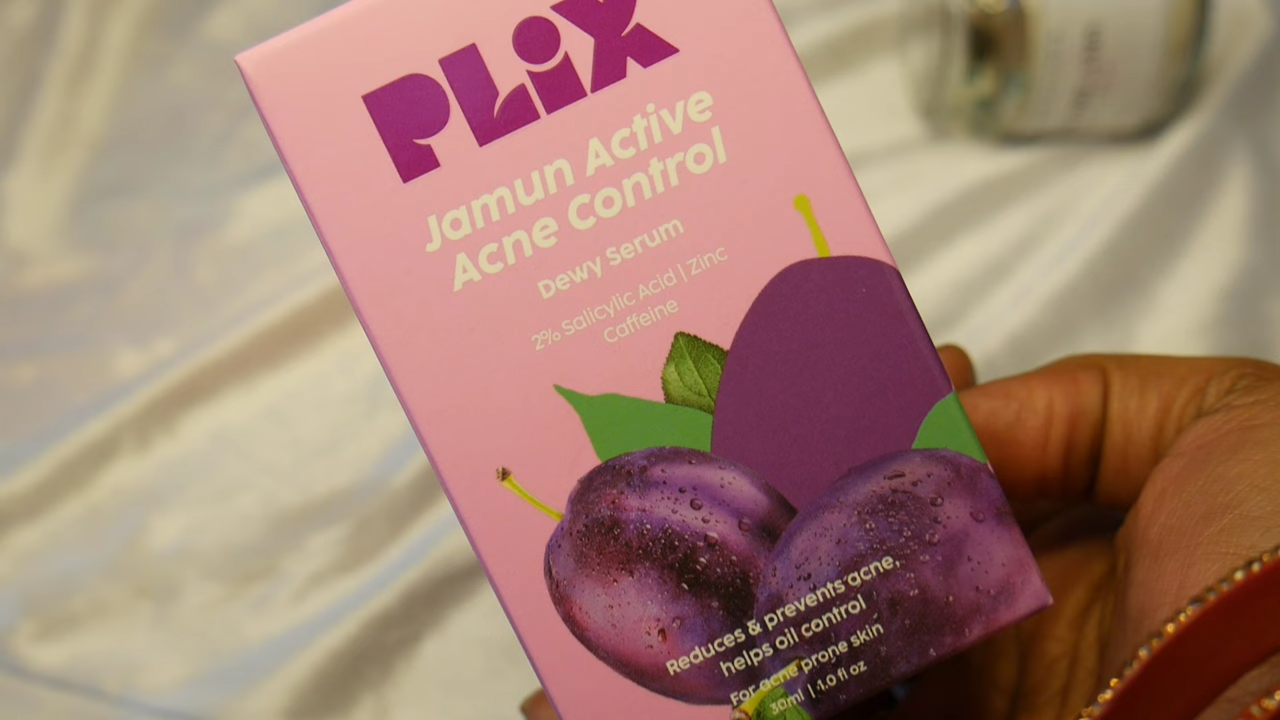 PLiX
Jamun Active
Acne Control
Dewy Serum
2% Salicylic Acid | Zinc
Caffeine
Reduces & prevents acne,
helps oil control
For acne prone skin
30ml | 1.0 fl oz